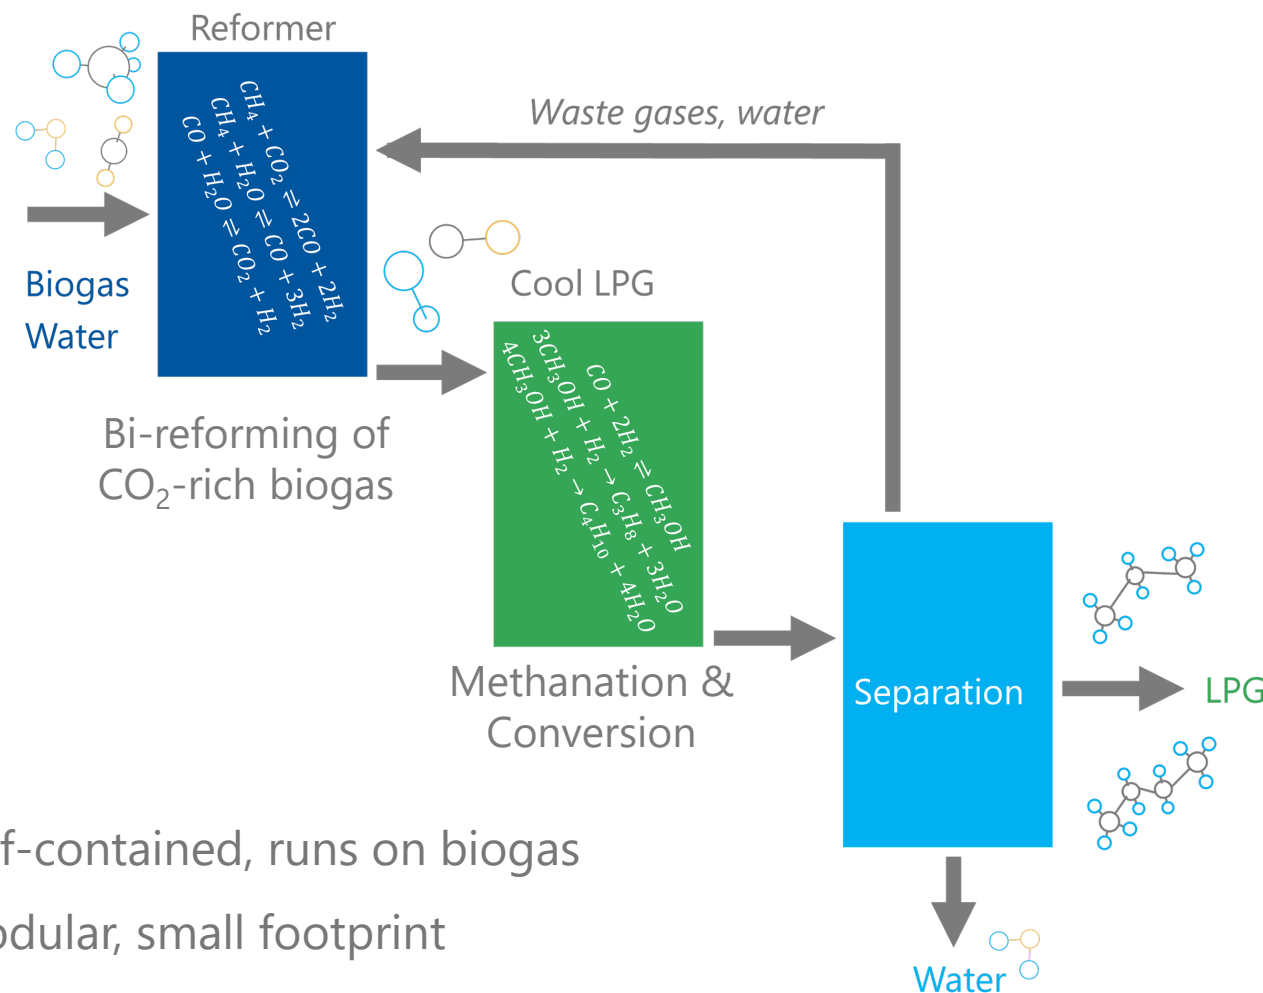 Reformer
CH₄ + CO₂ ⇌ 2CO + 2H₂
CH₄ + H₂O ⇌ CO + 3H₂
CO + H₂O ⇌ CO₂ + H₂
Waste gases, water
Biogas
Water
Cool LPG
CO + 2H₂ ⇌ CH₃OH
3CH₃OH + H₂ → C₃H₈ + 3H₂O
4CH₃OH + H₂ → C₄H₁₀ + 4H₂O
Bi-reforming of
CO₂-rich biogas
Methanation &
Conversion
Separation
LPG
f-contained, runs on biogas
odular, small footprint
Water